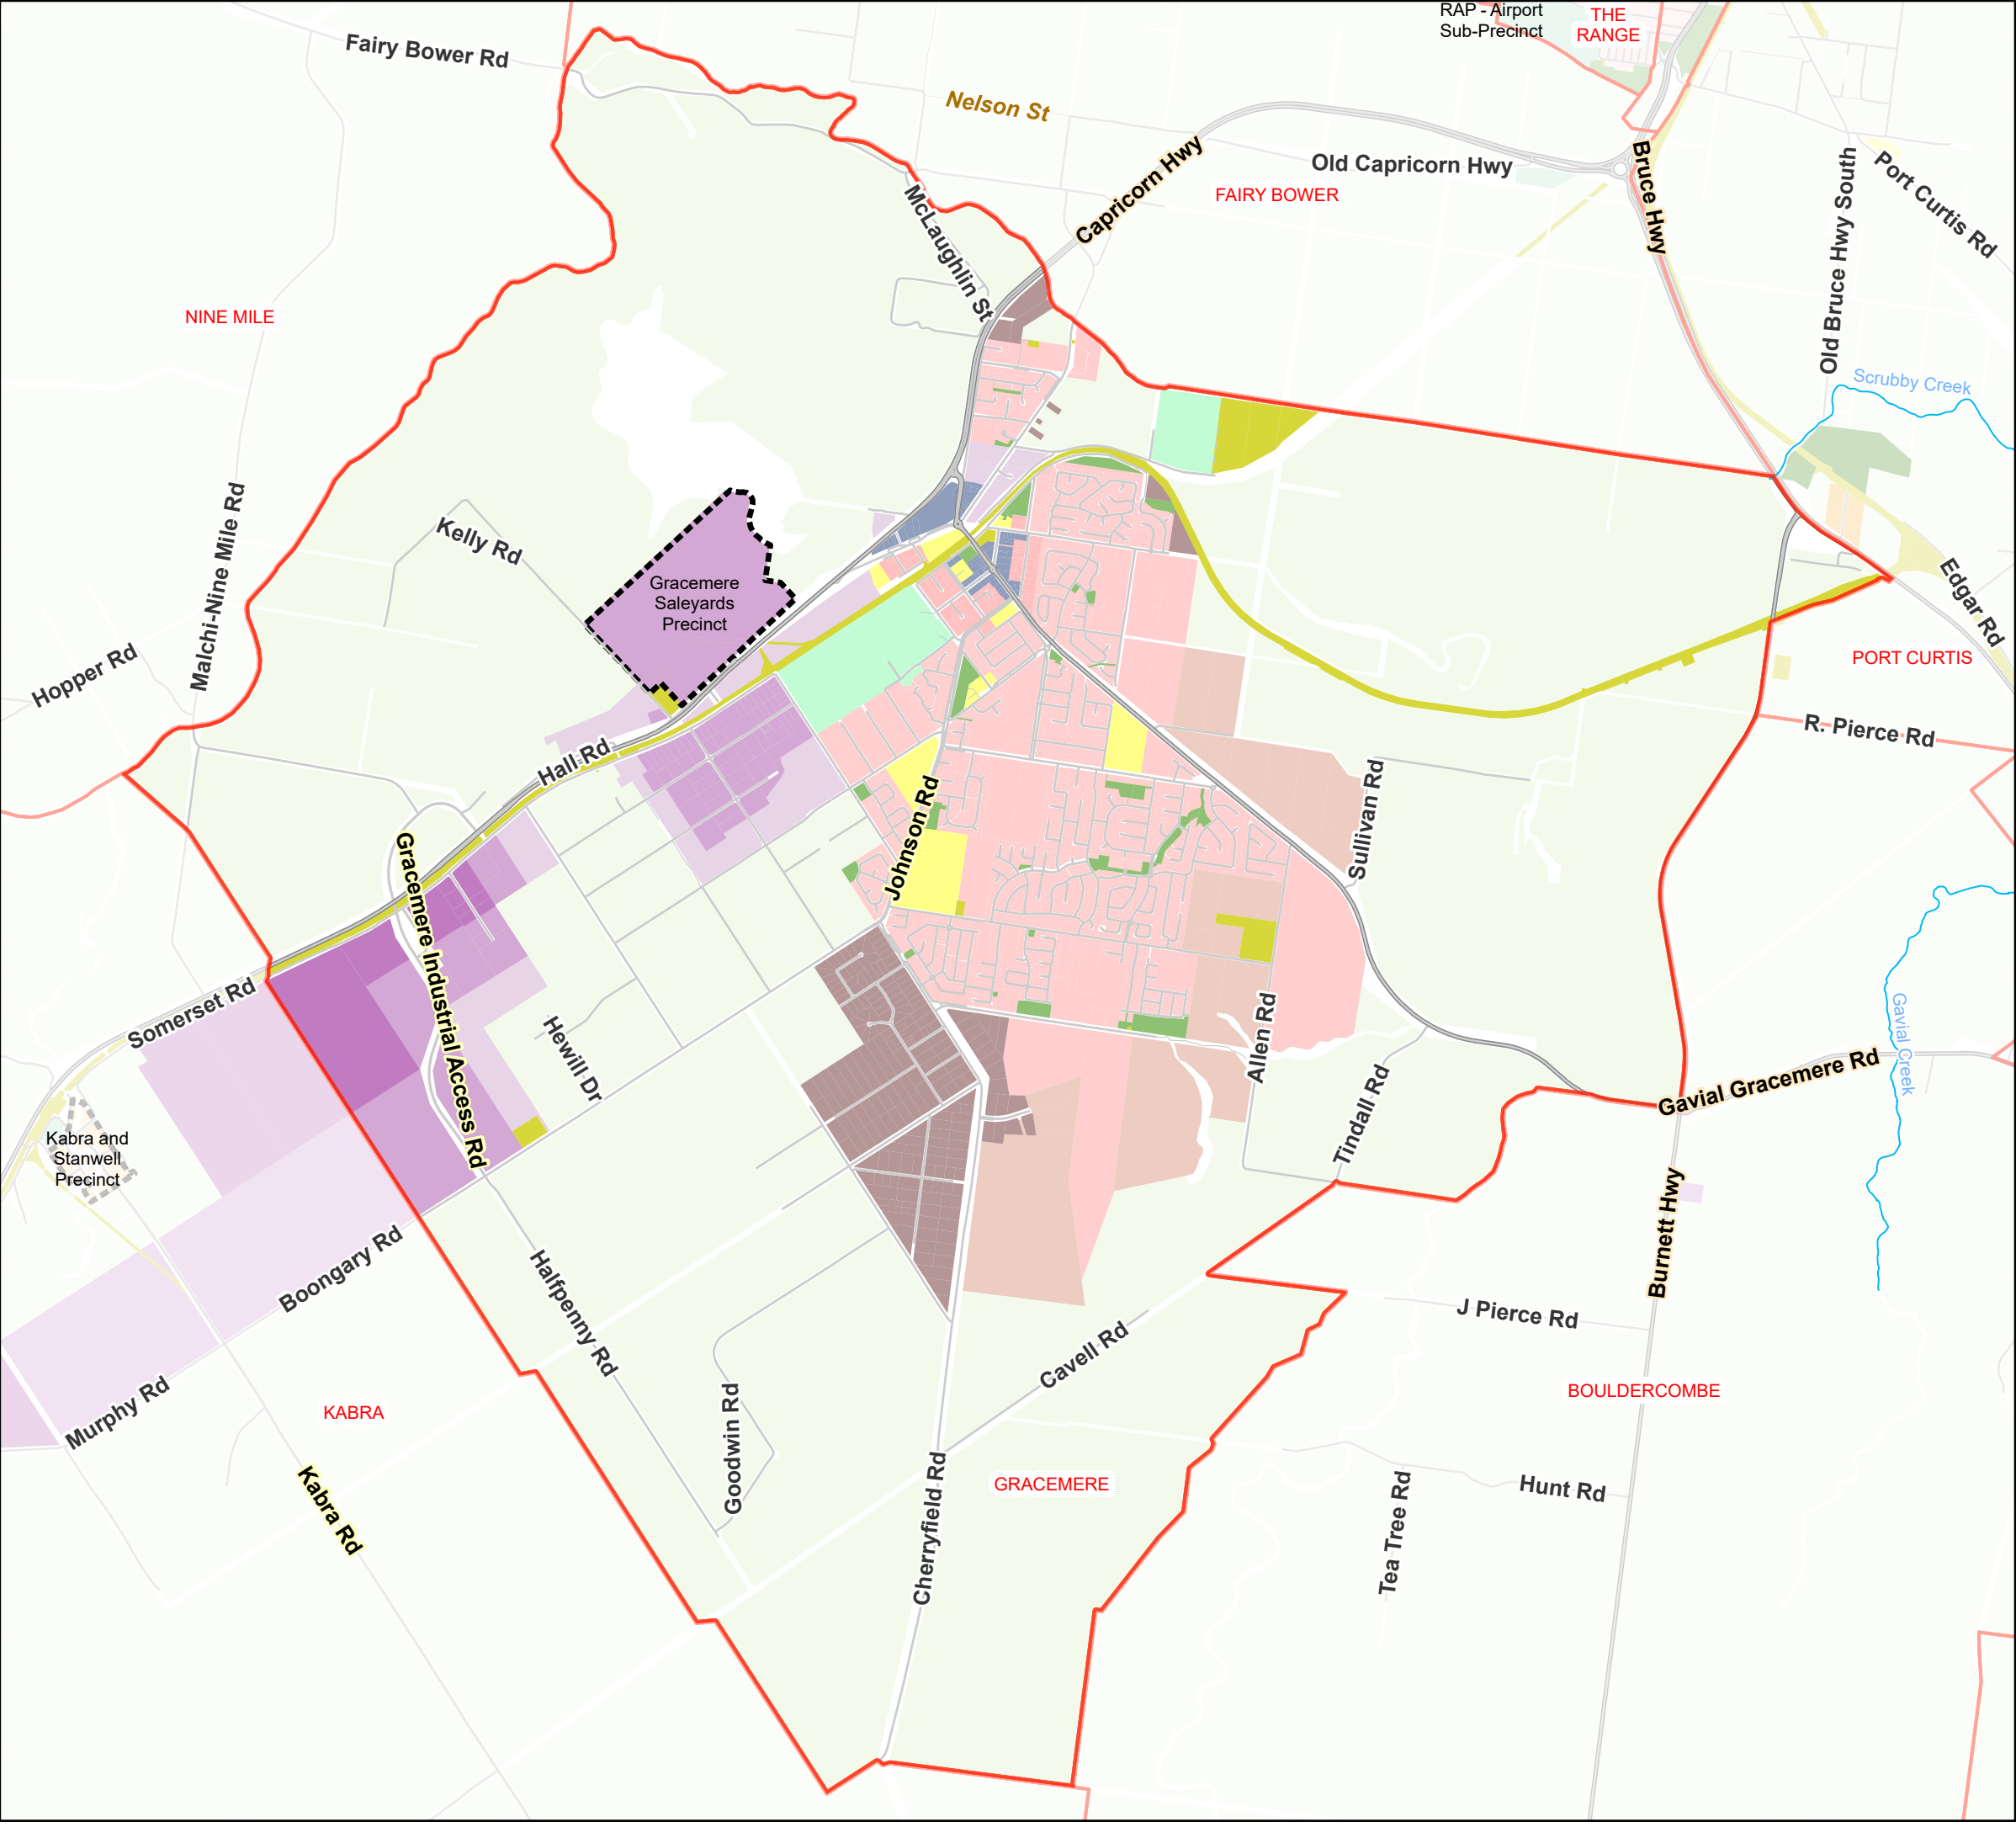 RAP - Airport
Sub-Precinct
THE
RANGE
Fairy Bower Rd
Nelson St
Capricorn Hwy
Old Capricorn Hwy
FAIRY BOWER
Bruce Hwy
Old Bruce Hwy South
Port Curtis Rd
McLaughlin St
NINE MILE
Scrubby Creek
Kelly Rd
Malchi-Nine Mile Rd
Gracemere
Saleyards
Precinct
Edgar Rd
Hopper Rd
PORT CURTIS
R. Pierce Rd
Hall Rd
Johnson Rd
Sullivan Rd
Gracemere Industrial Access Rd
Somerset Rd
Hewill Dr
Allen Rd
Tindall Rd
Gavial Creek
Gavial Gracemere Rd
Kabra and
Stanwell
Precinct
Burnett Hwy
Boongary Rd
Halfpenny Rd
J Pierce Rd
Cavell Rd
Murphy Rd
KABRA
BOULDERCOMBE
Goodwin Rd
GRACEMERE
Cherryfield Rd
Hunt Rd
Tea Tree Rd
Kabra Rd